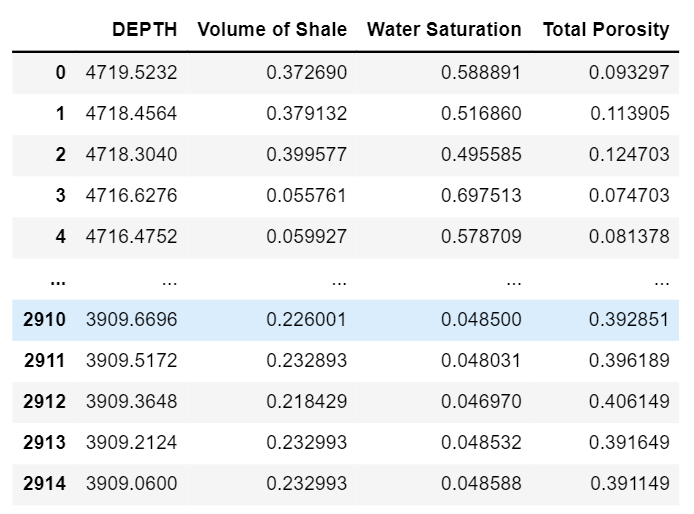 DEPTH Volume of Shale Water Saturation Total Porosity
0 4719.5232 0.372690 0.588891 0.093297
1 4718.4564 0.379132 0.516860 0.113905
2 4718.3040 0.399577 0.495585 0.124703
3 4716.6276 0.055761 0.697513 0.074703
4 4716.4752 0.059927 0.578709 0.081378
... ... ... ... ...
2910 3909.6696 0.226001 0.048500 0.392851
2911 3909.5172 0.232893 0.048031 0.396189
2912 3909.3648 0.218429 0.046970 0.406149
2913 3909.2124 0.232993 0.048532 0.391649
2914 3909.0600 0.232993 0.048588 0.391149